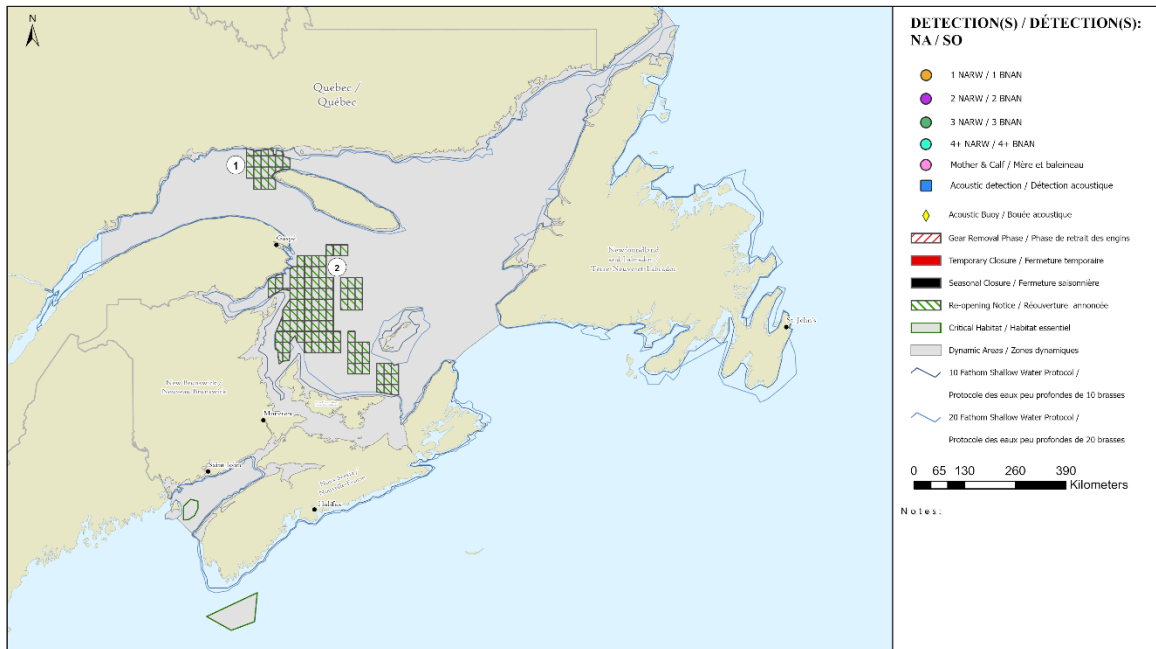 N
Quebec /
Québec
1
Gaspé
2
Newfoundland
and Labrador /
Terre-Neuve-et-Labrador
St. John's
New Brunswick /
Nouveau-Brunswick
Moncton
Saint John
Nova Scotia /
Nouvelle-Écosse
Halifax
DETECTION(S) / DÉTECTION(S):
NA / SO
1 NARW / 1 BNAN
2 NARW / 2 BNAN
3 NARW / 3 BNAN
4+ NARW / 4+ BNAN
Mother & Calf / Mère et baleineau
Acoustic detection / Détection acoustique
Acoustic Buoy / Bouée acoustique
Gear Removal Phase / Phase de retrait des engins
Temporary Closure / Fermeture temporaire
Seasonal Closure / Fermeture saisonnière
Re-opening Notice / Réouverture annoncée
Critical Habitat / Habitat essentiel
Dynamic Areas / Zones dynamiques
10 Fathom Shallow Water Protocol /
Protocole des eaux peu profondes de 10 brasses
20 Fathom Shallow Water Protocol /
Protocole des eaux peu profondes de 20 brasses
0 65 130 260 390
Kilometers
Notes: